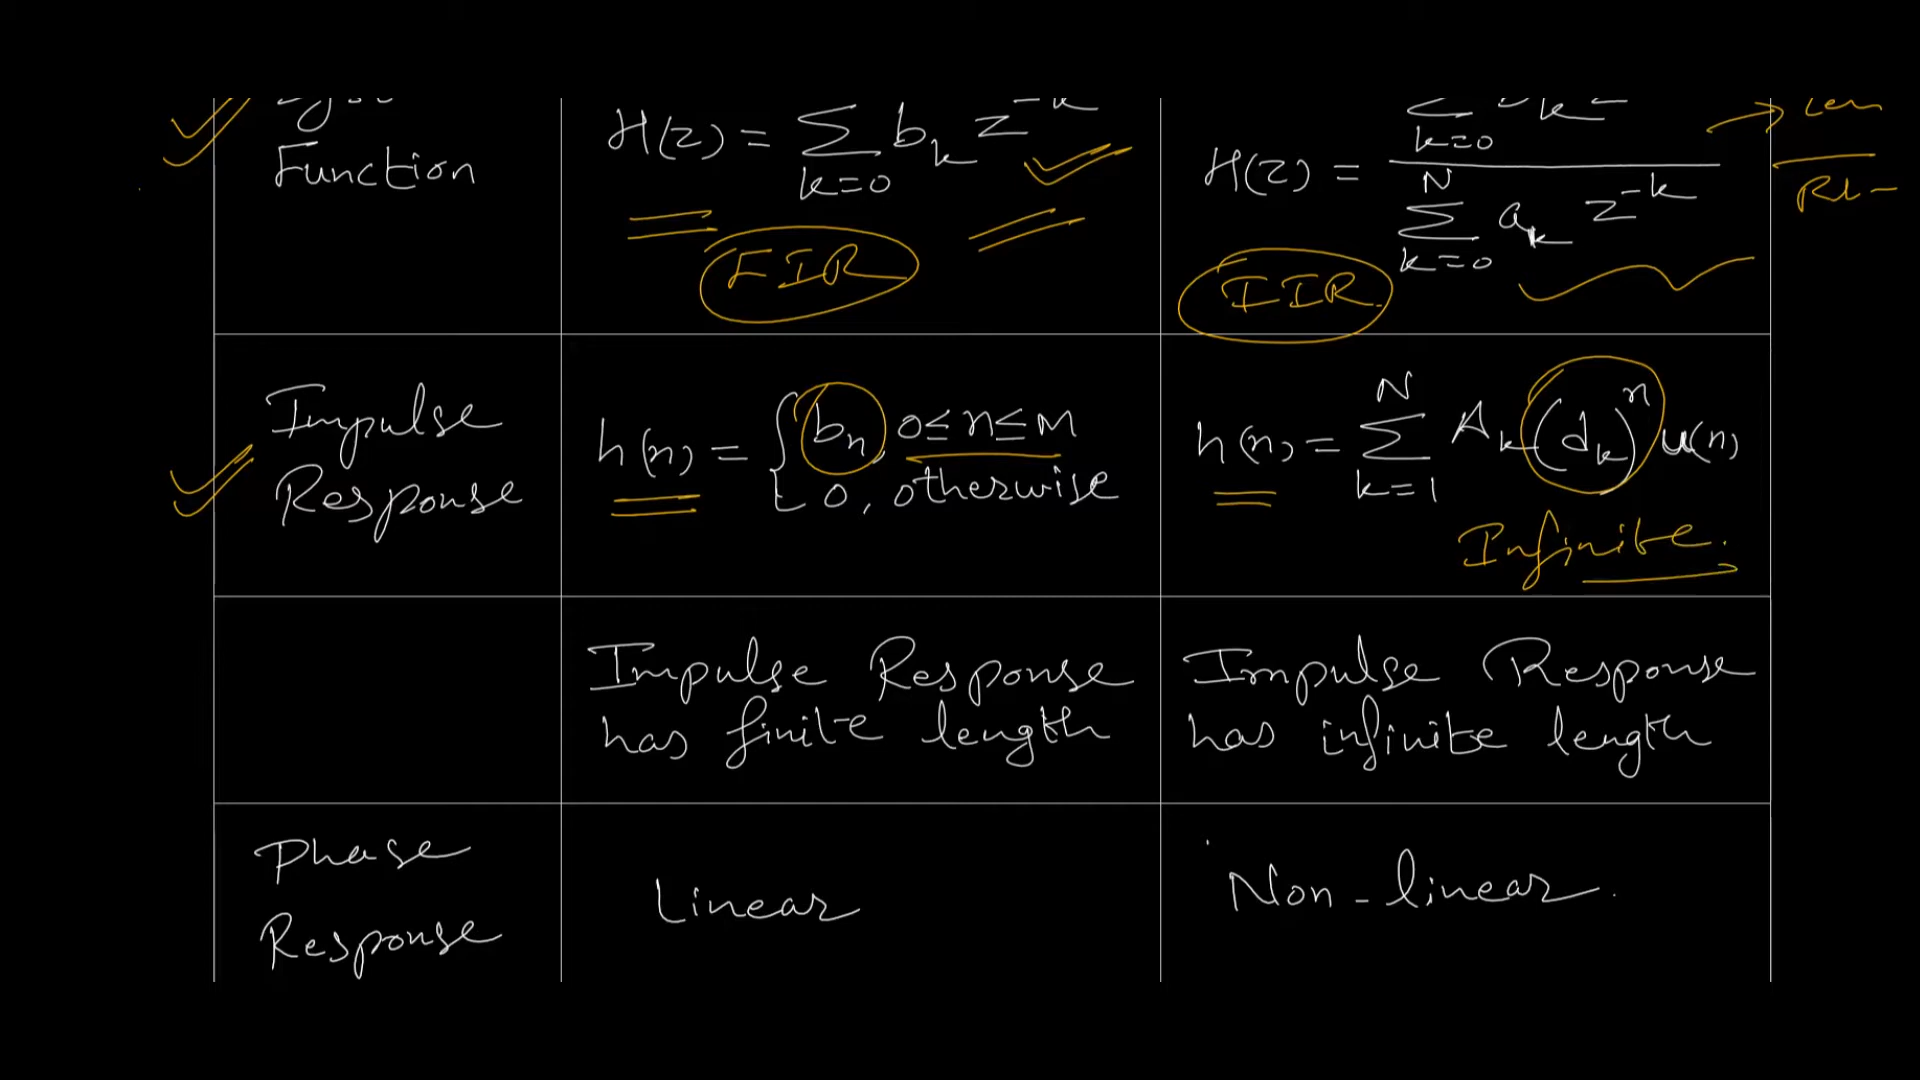 Function
H(z) = Σ b_k z^-k
k=0
FIR
H(z) = 
k=0
N
Σ a_k z^-k
k=0
IIR
Impulse
Response
h(n) = { b_n, 0≤n≤M
0, otherwise
N
h(n) = Σ A_k (d_k)^n u(n)
k=1
Infinite.
Impulse Response
has finite length
Impulse Response
has infinite length
Phase
Response
Linear
Non-linear.